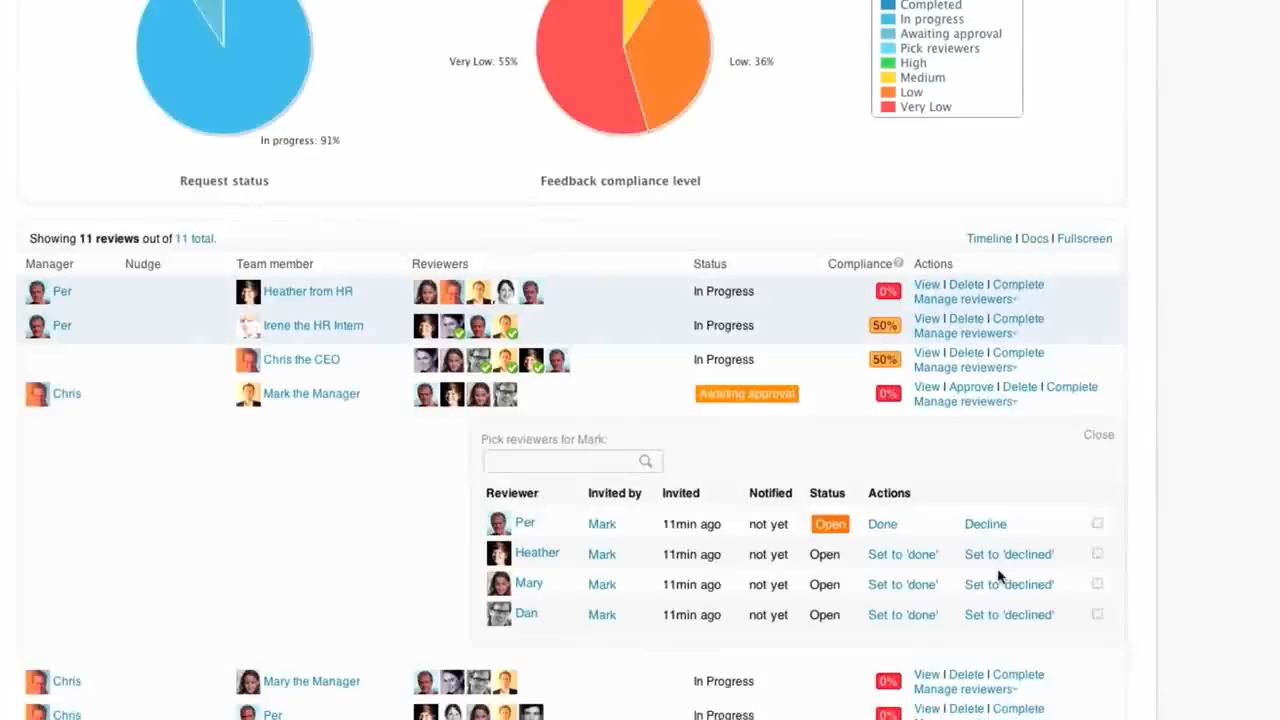 Completed
In progress
Awaiting approval
Pick reviewers
High
Medium
Low
Very Low
Very Low: 55%
Low: 36%
In progress: 91%
Request status
Feedback compliance level
Showing 11 reviews out of 11 total.
Timeline | Docs | Fullscreen
Manager Nudge Team member Reviewers Status Compliance Actions
Per Heather from HR In Progress 0% View | Delete | Complete
Manage reviewers
Per Irene the HR Intern In Progress 50% View | Delete | Complete
Manage reviewers
Chris the CEO In Progress 50% View | Delete | Complete
Manage reviewers
Chris Mark the Manager Awaiting approval 0% View | Approve | Delete | Complete
Manage reviewers
Pick reviewers for Mark:
Close
Reviewer Invited by Invited Notified Status Actions
Per Mark 11min ago not yet Open Done Decline
Heather Mark 11min ago not yet Open Set to 'done' Set to 'declined'
Mary Mark 11min ago not yet Open Set to 'done' Set to 'declined'
Dan Mark 11min ago not yet Open Set to 'done' Set to 'declined'
Chris Mary the Manager In Progress 0% View | Delete | Complete
Manage reviewers
Chris Per In Progress 0% View | Delete | Complete